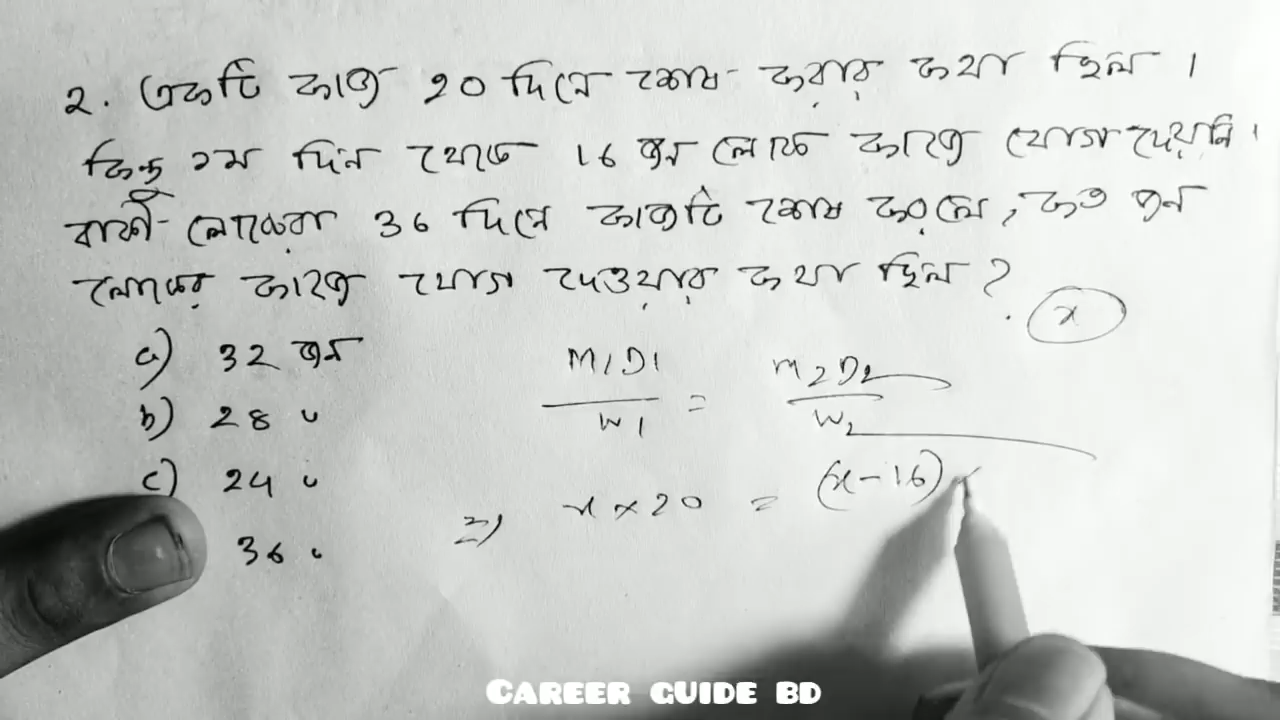 ২. একটি কাজ 20 দিনে শেষ করার কথা ছিল ।
কিন্তু ১ম দিন থেকে 16 জন লোক কাজে যোগ দেয়নি ।
বাকী লোকেরা 36 দিনে কাজটি শেষ করলে, কত জন
লোকের কাজে যোগ দেওয়ার কথা ছিল ?
x
a) 32 জন
M1D1 / W1 = M2D2 / W2
b) 28 "
c) 24 "
⇒) x × 20 = (x - 16) ×
36 "
CAREER GUIDE BD